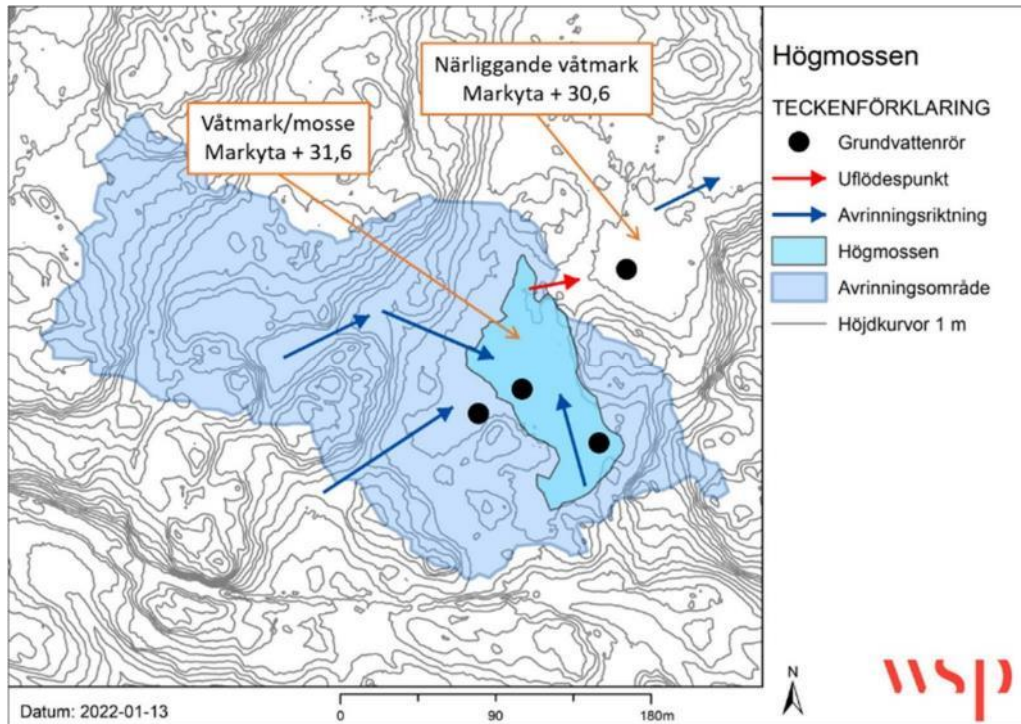 Närliggande våtmark
Markyta + 30,6
Våtmark/mosse
Markyta + 31,6
Högmossen
TECKENFÖRKLARING
Grundvattenrör
Uflödespunkt
Avrinningsriktning
Högmossen
Avrinningsområde
Höjdkurvor 1 m
Datum: 2022-01-13
0
90
180m
N
wsp